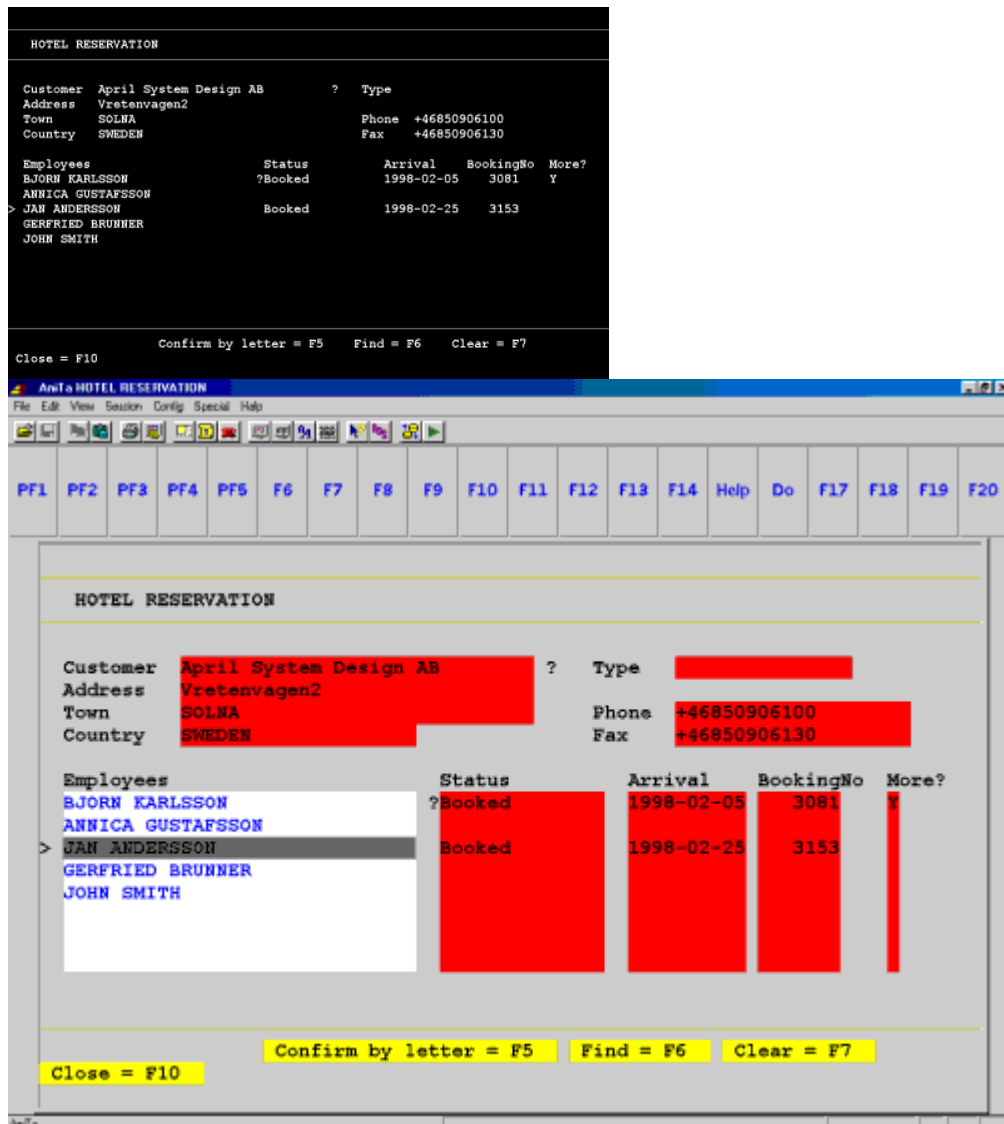 HOTEL RESERVATION
Customer April System Design AB ? Type
Address Vretenvagen2
Town SOLNA Phone +46850906100
Country SWEDEN Fax +46850906130
Employees Status Arrival BookingNo More?
BJORN KARLSSON ?Booked 1998-02-05 3081 Y
ANNICA GUSTAFSSON
> JAN ANDERSSON Booked 1998-02-25 3153
GERFRIED BRUNNER
JOHN SMITH
Confirm by letter = F5 Find = F6 Clear = F7
Close = F10
AniTa HOTEL RESERVATION
File Edit View Session Config Special Help
PF1 PF2 PF3 PF4 PF5 F6 F7 F8 F9 F10 F11 F12 F13 F14 Help Do F17 F18 F19 F20
HOTEL RESERVATION
Customer April System Design AB ? Type
Address Vretenvagen2
Town SOLNA Phone +46850906100
Country SWEDEN Fax +46850906130
Employees Status Arrival BookingNo More?
BJORN KARLSSON ?Booked 1998-02-05 3081 Y
ANNICA GUSTAFSSON
> JAN ANDERSSON Booked 1998-02-25 3153
GERFRIED BRUNNER
JOHN SMITH
Confirm by letter = F5 Find = F6 Clear = F7
Close = F10